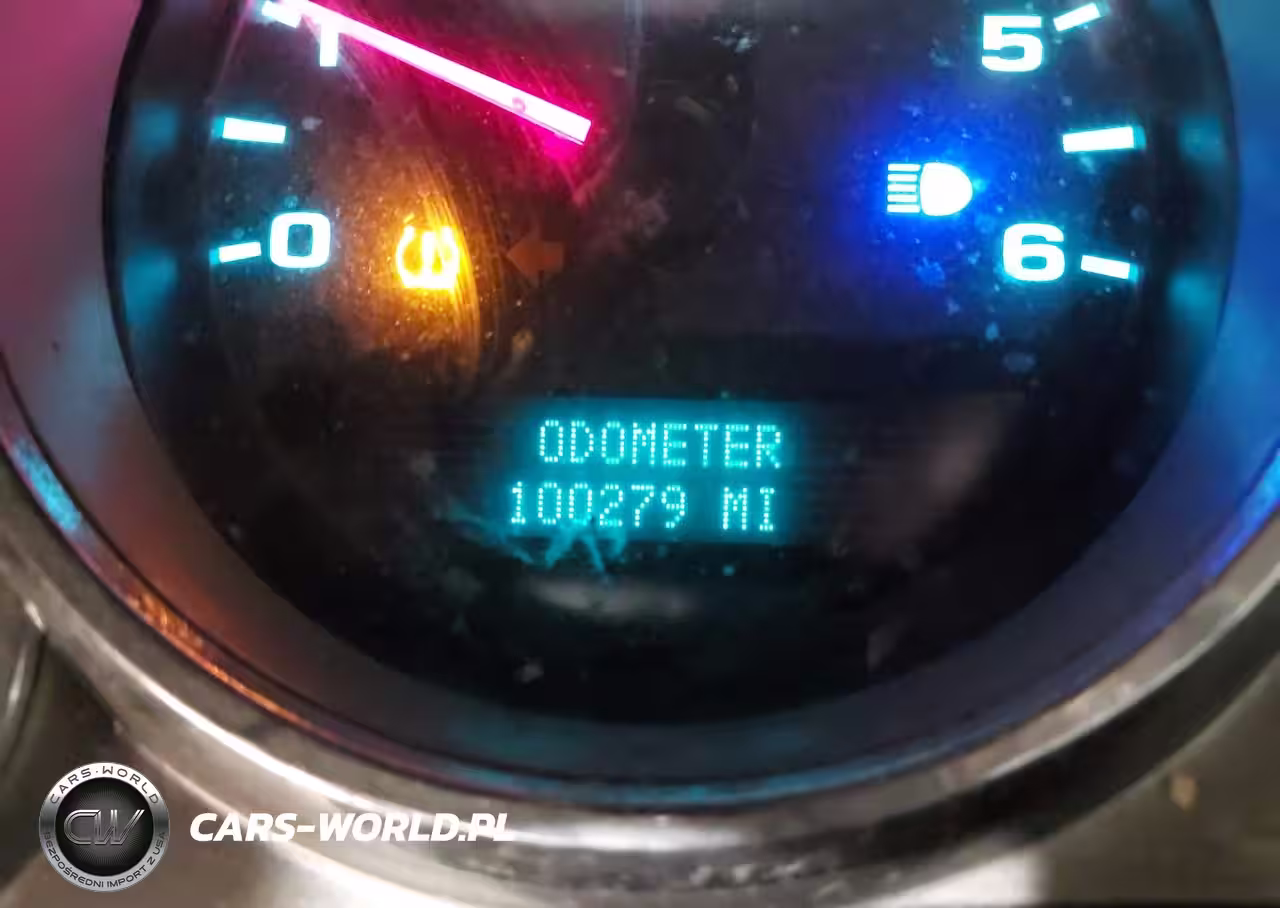 1
5
0
6
ODOMETER
100279 MI
CARS-WORLD
CW
BEZPOŚREDNI IMPORT Z USA
CARS-WORLD.PL